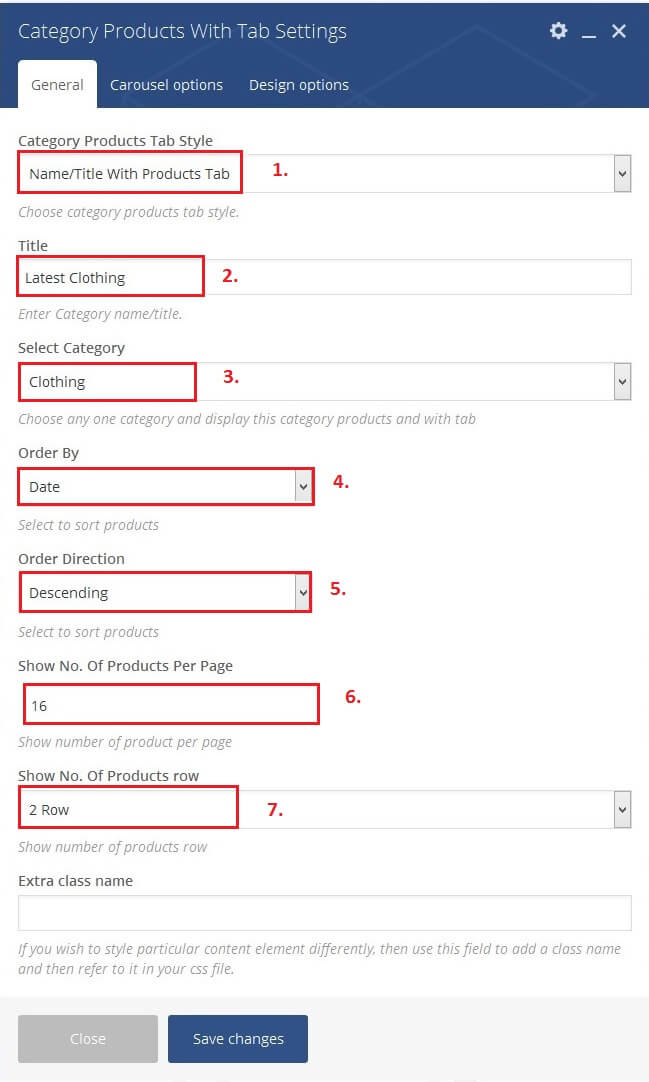 Category Products With Tab Settings
General Carousel options Design options
Category Products Tab Style
Name/Title With Products Tab 1.
Choose category products tab style.
Title
Latest Clothing 2.
Enter Category name/title.
Select Category
Clothing 3.
Choose any one category and display this category products and with tab
Order By
Date 4.
Select to sort products
Order Direction
Descending 5.
Select to sort products
Show No. Of Products Per Page
16 6.
Show number of product per page
Show No. Of Products row
2 Row 7.
Show number of products row
Extra class name
If you wish to style particular content element differently, then use this field to add a class name
and then refer to it in your css file.
Close Save changes